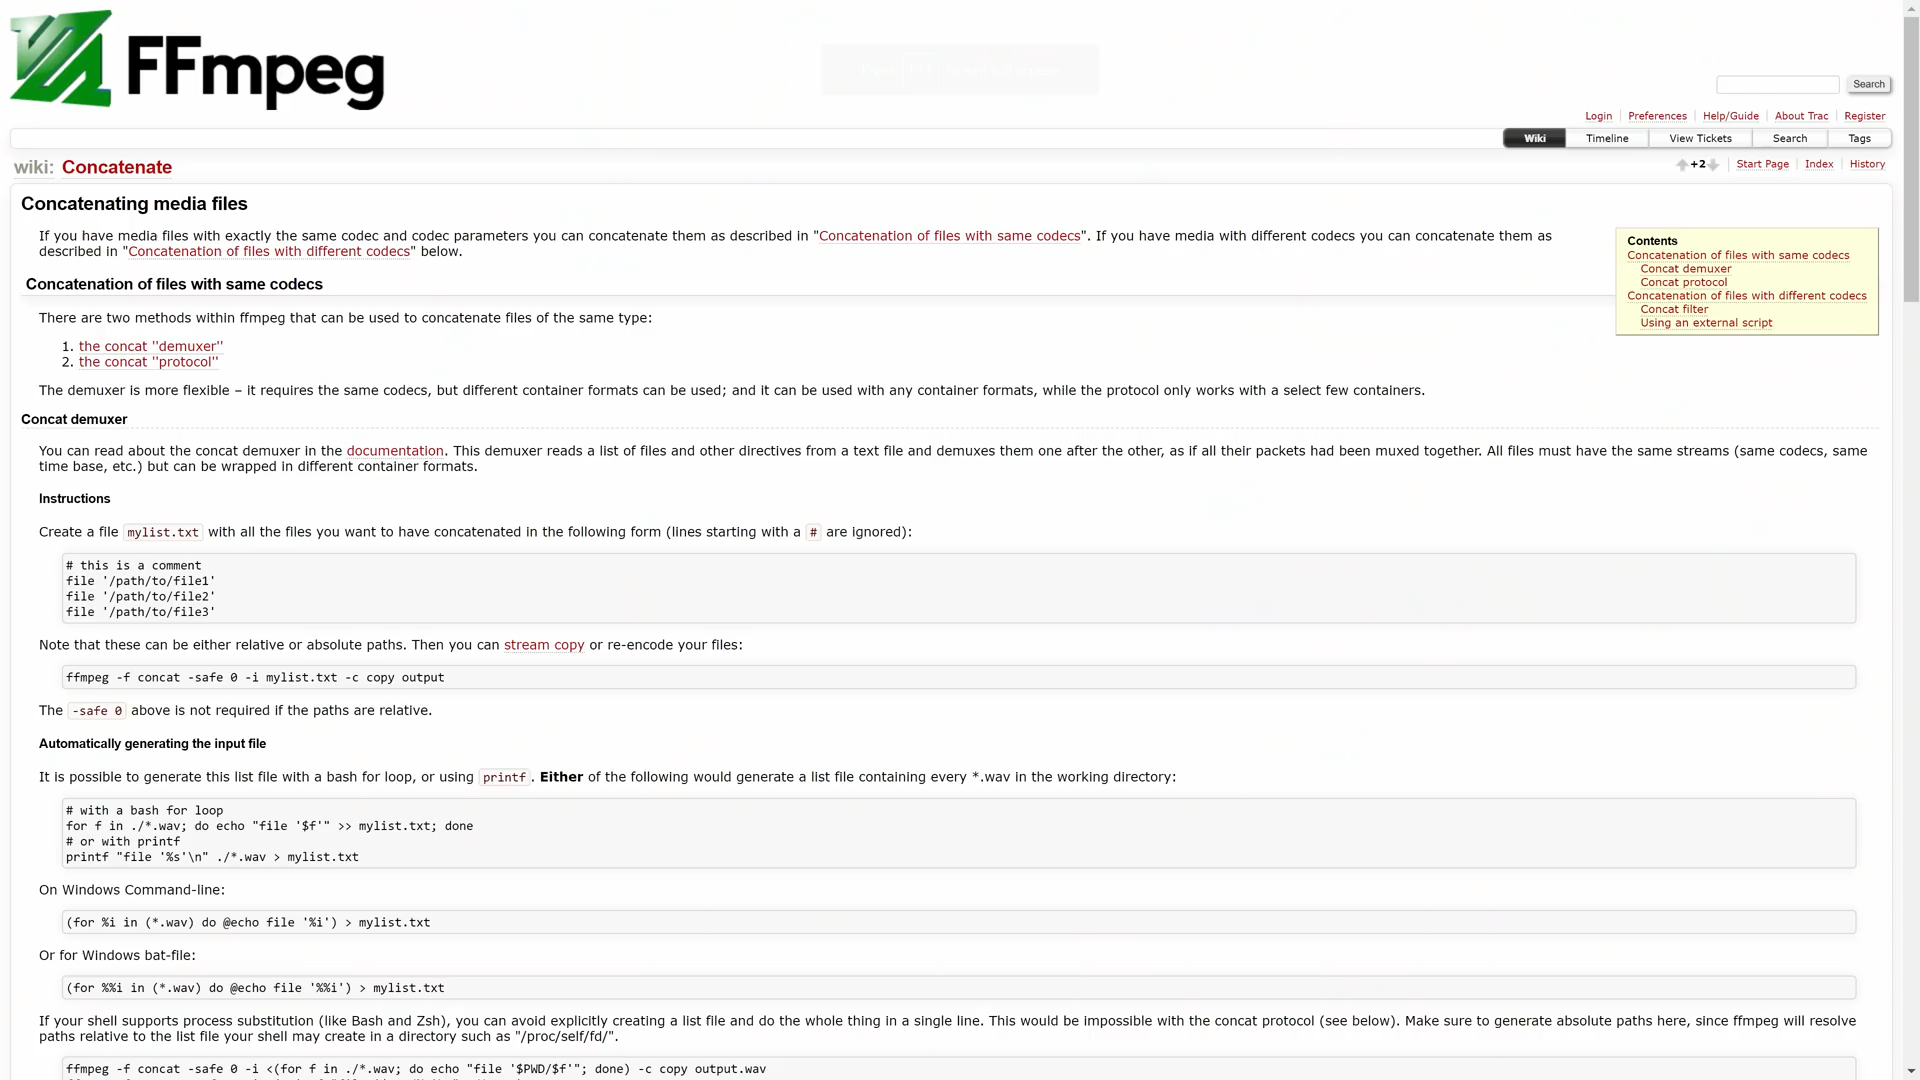 FFmpeg
Search
Login Preferences Help/Guide About Trac Register
Wiki Timeline View Tickets Search Tags
wiki: Concatenate
+2 Start Page Index History
Concatenating media files
If you have media files with exactly the same codec and codec parameters you can concatenate them as described in "Concatenation of files with same codecs". If you have media with different codecs you can concatenate them as
described in "Concatenation of files with different codecs" below.
Contents
Concatenation of files with same codecs
Concat demuxer
Concat protocol
Concatenation of files with different codecs
Concat filter
Using an external script
Concatenation of files with same codecs
There are two methods within ffmpeg that can be used to concatenate files of the same type:
1. the concat ''demuxer''
2. the concat ''protocol''
The demuxer is more flexible – it requires the same codecs, but different container formats can be used; and it can be used with any container formats, while the protocol only works with a select few containers.
Concat demuxer
You can read about the concat demuxer in the documentation. This demuxer reads a list of files and other directives from a text file and demuxes them one after the other, as if all their packets had been muxed together. All files must have the same streams (same codecs, same
time base, etc.) but can be wrapped in different container formats.
Instructions
Create a file mylist.txt with all the files you want to have concatenated in the following form (lines starting with a # are ignored):
# this is a comment
file '/path/to/file1'
file '/path/to/file2'
file '/path/to/file3'
Note that these can be either relative or absolute paths. Then you can stream copy or re-encode your files:
ffmpeg -f concat -safe 0 -i mylist.txt -c copy output
The -safe 0 above is not required if the paths are relative.
Automatically generating the input file
It is possible to generate this list file with a bash for loop, or using printf. Either of the following would generate a list file containing every *.wav in the working directory:
# with a bash for loop
for f in ./*.wav; do echo "file '$f'" >> mylist.txt; done
# or with printf
printf "file '%s'\n" ./*.wav > mylist.txt
On Windows Command-line:
(for %i in (*.wav) do @echo file '%i') > mylist.txt
Or for Windows bat-file:
(for %%i in (*.wav) do @echo file '%%i') > mylist.txt
If your shell supports process substitution (like Bash and Zsh), you can avoid explicitly creating a list file and do the whole thing in a single line. This would be impossible with the concat protocol (see below). Make sure to generate absolute paths here, since ffmpeg will resolve
paths relative to the list file your shell may create in a directory such as "/proc/self/fd/".
ffmpeg -f concat -safe 0 -i <(for f in ./*.wav; do echo "file '$PWD/$f'"; done) -c copy output.wav